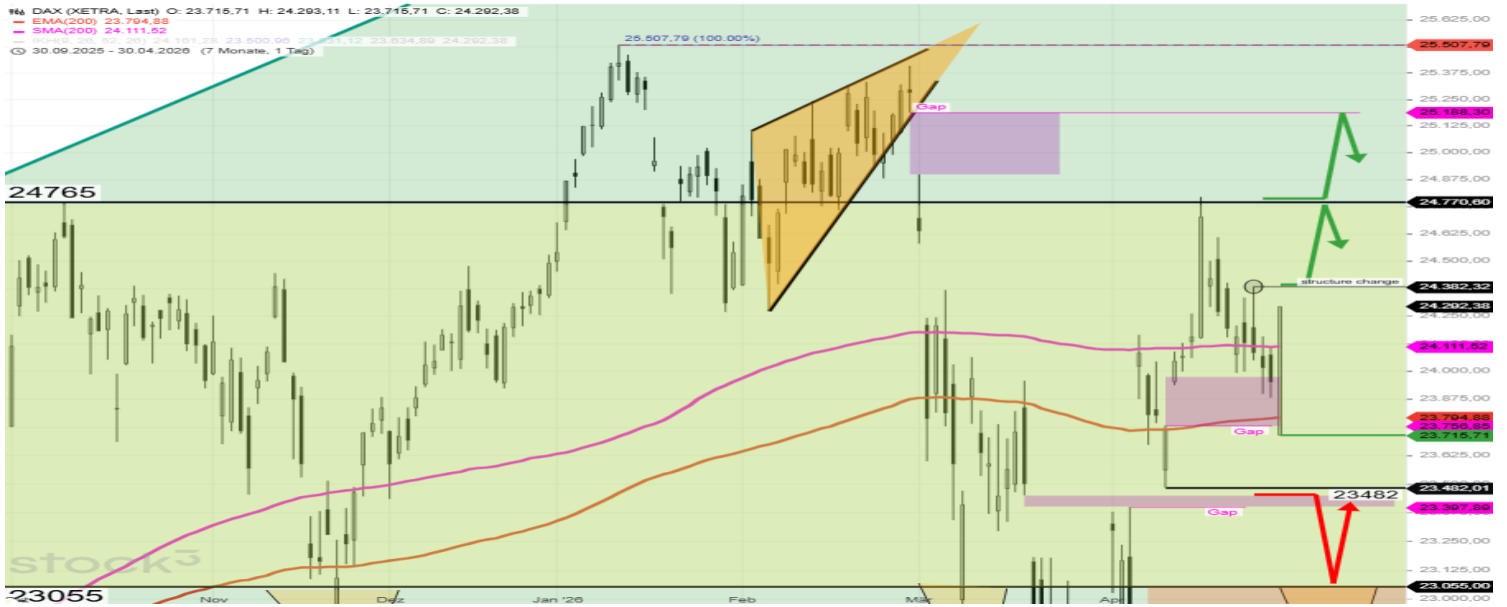 DAX (XETRA, Last) O: 23.715,71 H: 24.293,11 L: 23.715,71 C: 24.292,38
EMA(200) 23.794,88
SMA(200) 24.111,52
30.09.2025 - 30.04.2026 (7 Monate, 1 Tag)
25.507,79 (100.00%)
25.625,00
25.507,79
25.375,00
25.250,00
Gap
25.188,30
25.125,00
25.000,00
24.875,00
24765
24.770,60
24.625,00
24.500,00
structure change
24.382,32
24.292,38
24.250,00
24.111,52
24.000,00
23.875,00
23.794,88
23.756,85
Gap
23.715,71
23.625,00
23.482,01
23482
23.397,89
Gap
23.250,00
stock3
23.125,00
23.055,00
23055
23.000,00
Nov
Dez
Jan '26
Feb
Mär
Apr